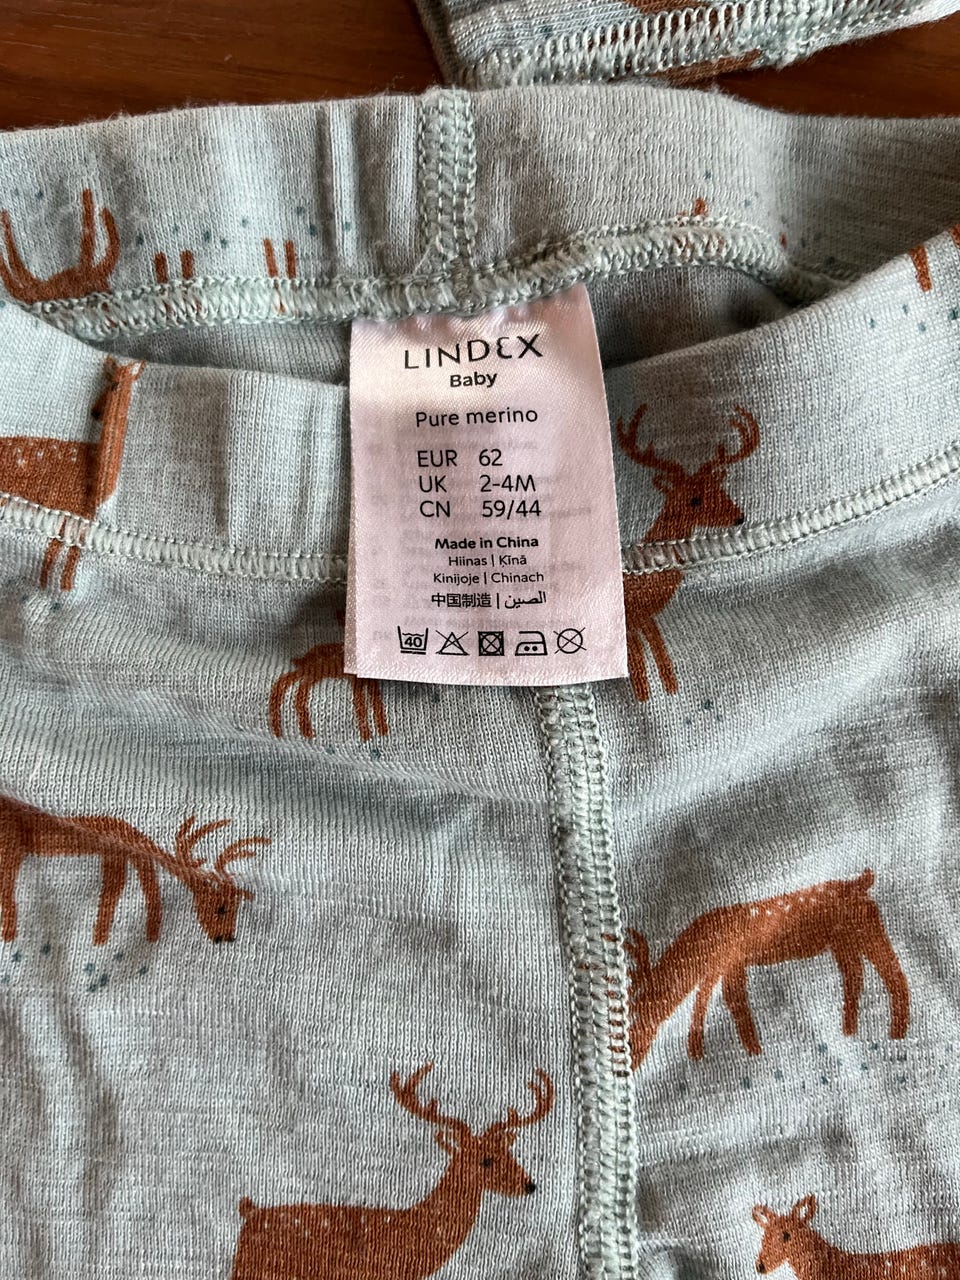 LINDEX
Baby
Pure merino
EUR 62
UK 2-4M
CN 59/44
Made in China
Hiinas | Ķīnā
Kinijoje | Chinach
中国制造 | الصين
40